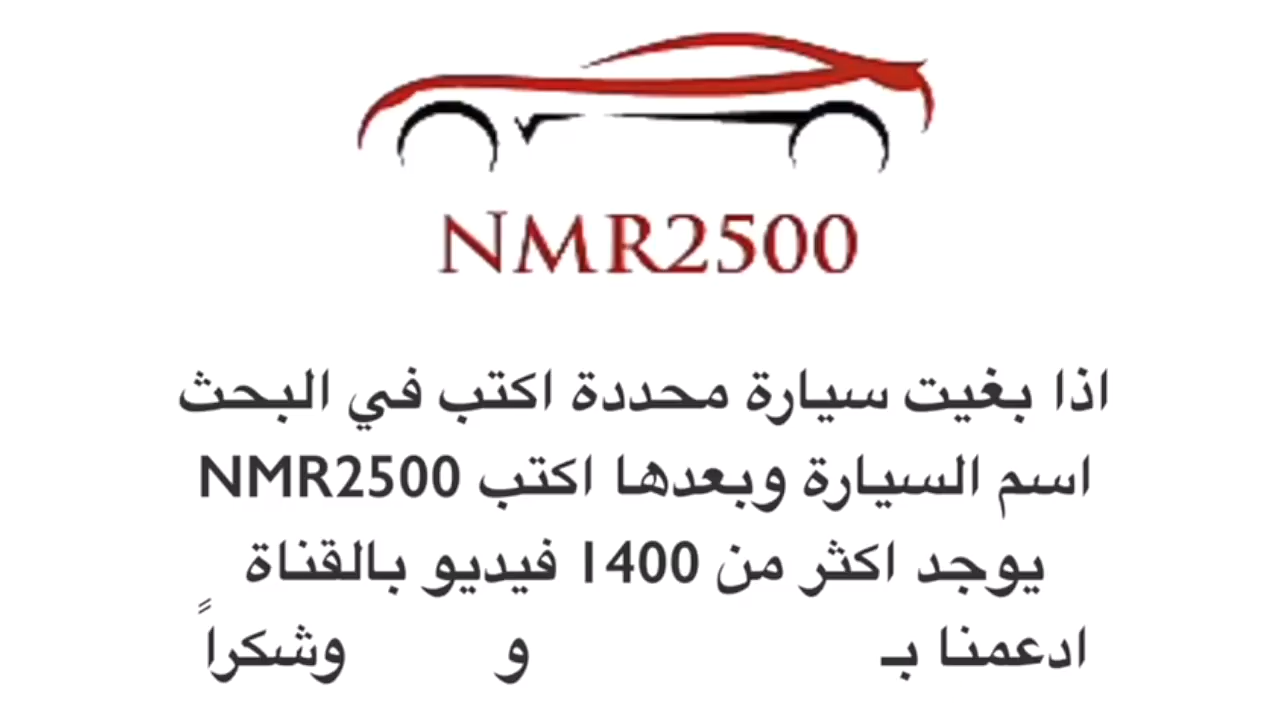 NMR2500
اذا بغيت سيارة محددة اكتب في البحث
اسم السيارة وبعدها اكتب NMR2500
يوجد اكثر من 1400 فيديو بالقناة
ادعمنا بـ و وشكراً